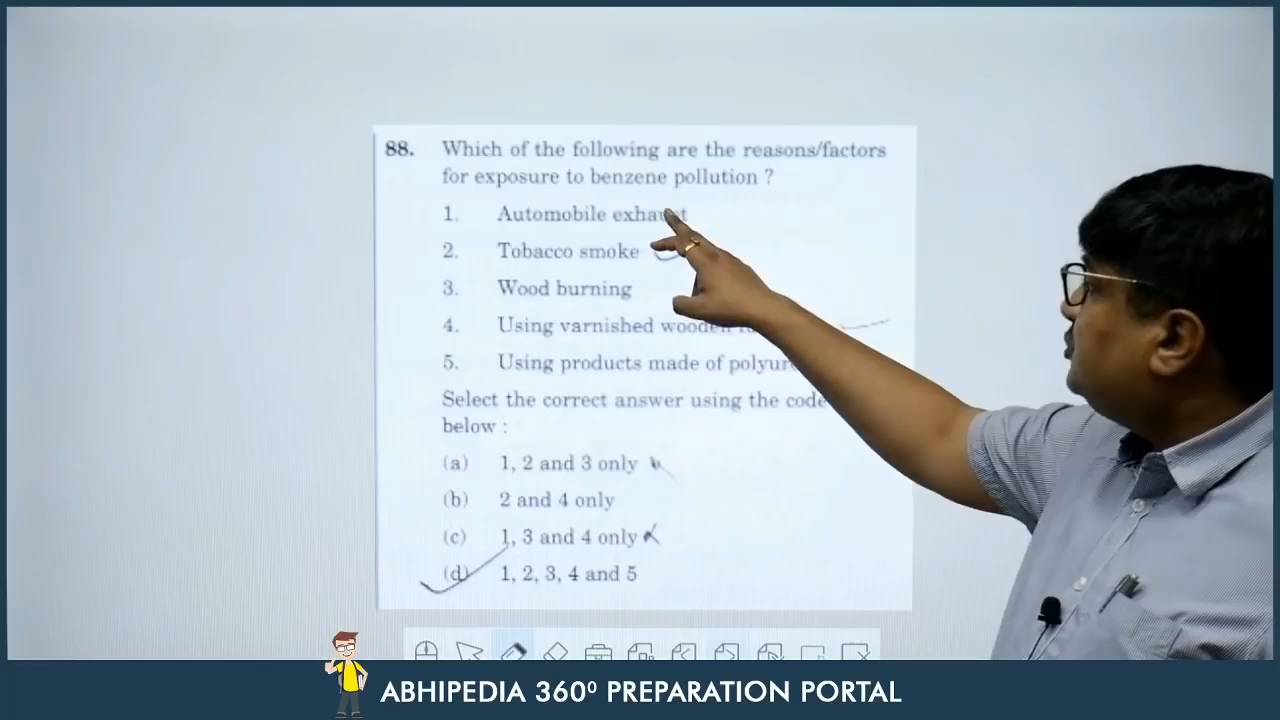 88. Which of the following are the reasons/factors
for exposure to benzene pollution ?
1. Automobile exhaust
2. Tobacco smoke
3. Wood burning
4. Using varnished wooden
5. Using products made of
Select the correct answer using the code
below :
(a) 1, 2 and 3 only
(b) 2 and 4 only
(c) 1, 3 and 4 only
(d) 1, 2, 3, 4 and 5
ABHIPEDIA 360⁰ PREPARATION PORTAL